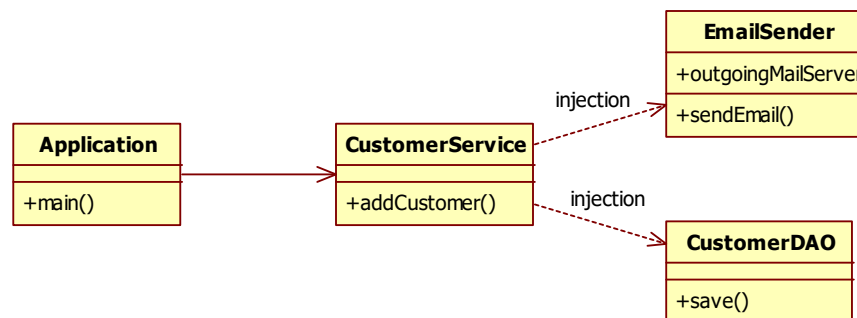 EmailSender
+outgoingMailServer
+sendEmail()
injection
Application
+main()
CustomerService
+addCustomer()
injection
CustomerDAO
+save()